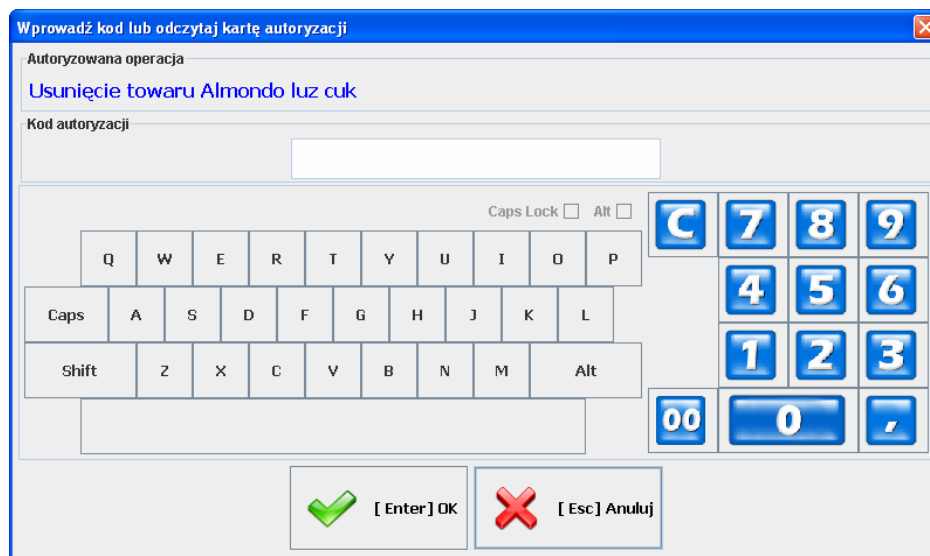 Wprowadź kod lub odczytaj kartę autoryzacji
Autoryzowana operacja
Usunięcie towaru Almondo luz cuk
Kod autoryzacji
Caps Lock Alt
C 7 8 9
Q W E R T Y U I O P
4 5 6
Caps A S D F G H J K L
1 2 3
Shift Z X C V B N M Alt
00 0 ,
[ Enter ] OK [ Esc ] Anuluj